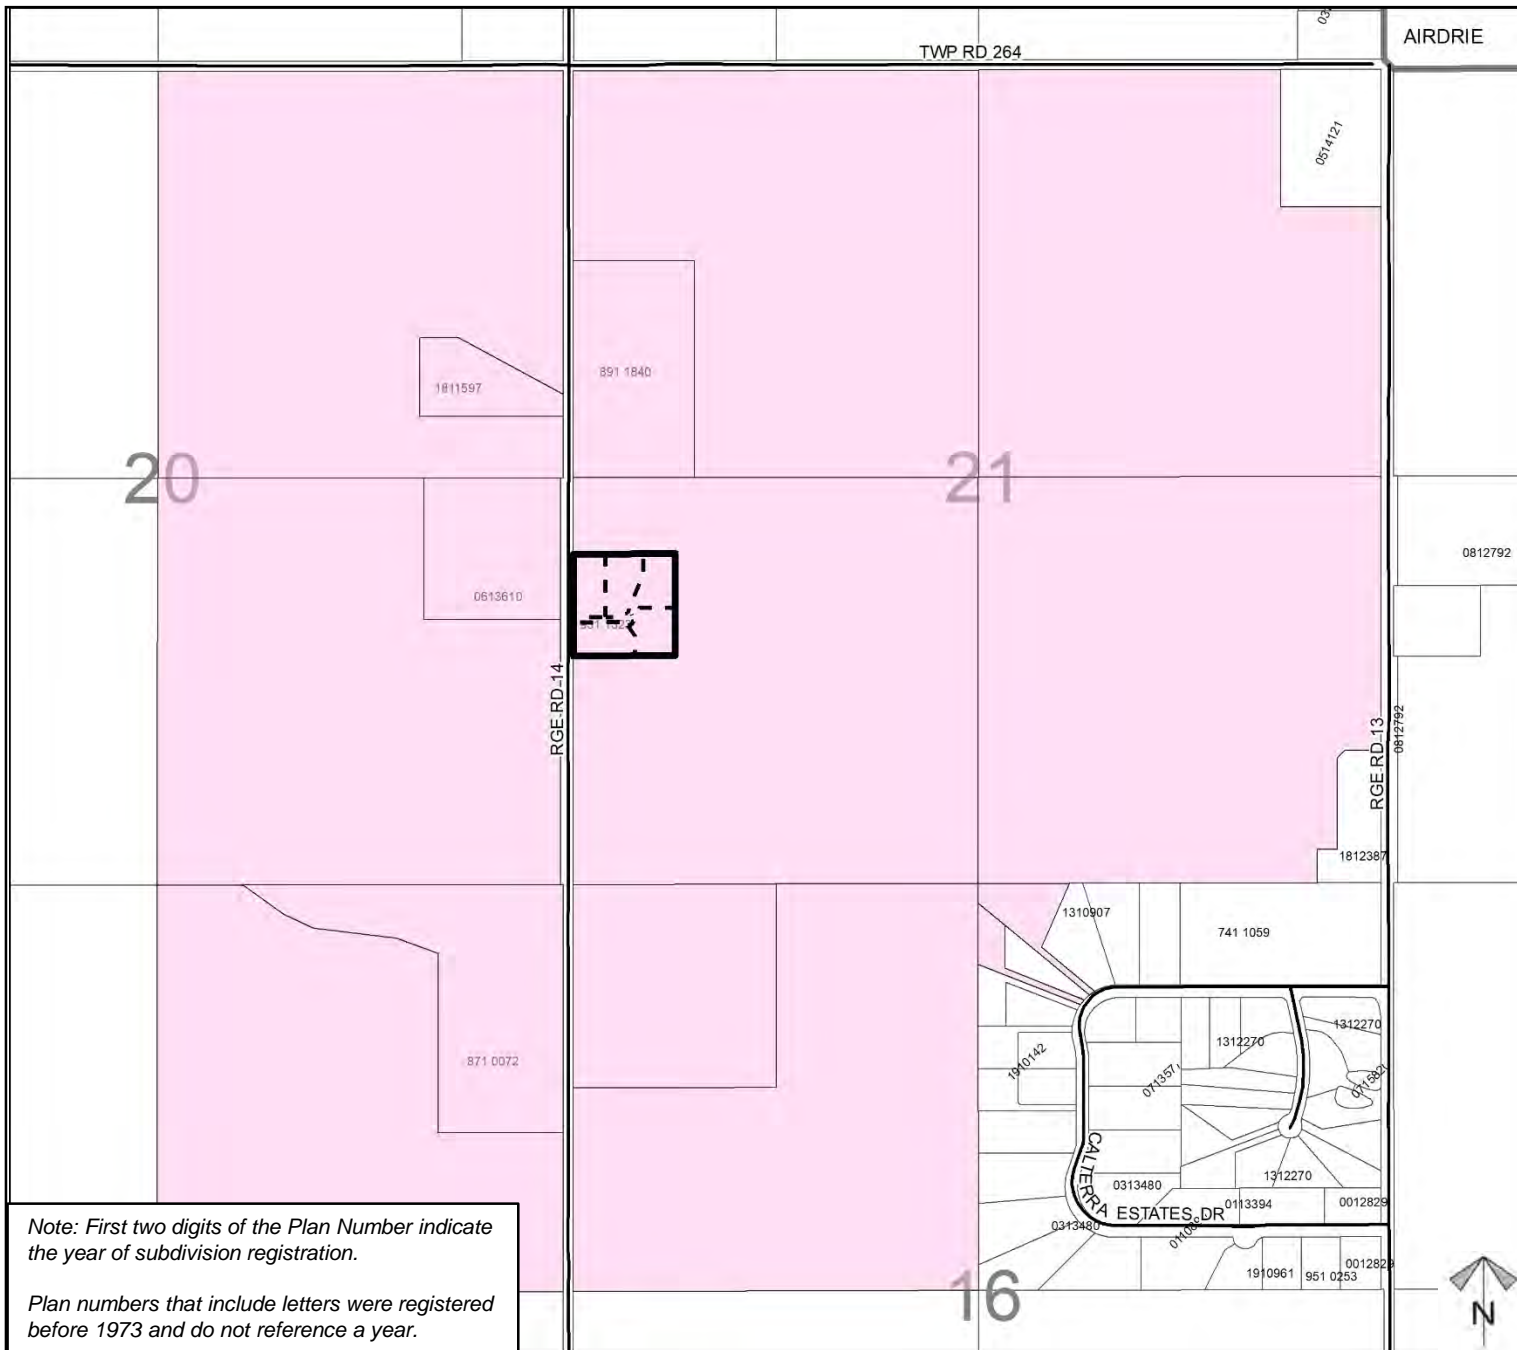 AIRDRIE
TWP RD 264
0514121
891 1840
1811597
20
21
0812792
0613610
RGE RD 14
RGE RD 13
0812792
1812387
1310907
741 1059
1312270
1312270
1910142
871 0072
CALTERRA ESTATES DR
1312270
0313480
0113394
0012829
0313480
0012829
1910961
951 0253
16
N
Note: First two digits of the Plan Number indicate
the year of subdivision registration.
Plan numbers that include letters were registered
before 1973 and do not reference a year.